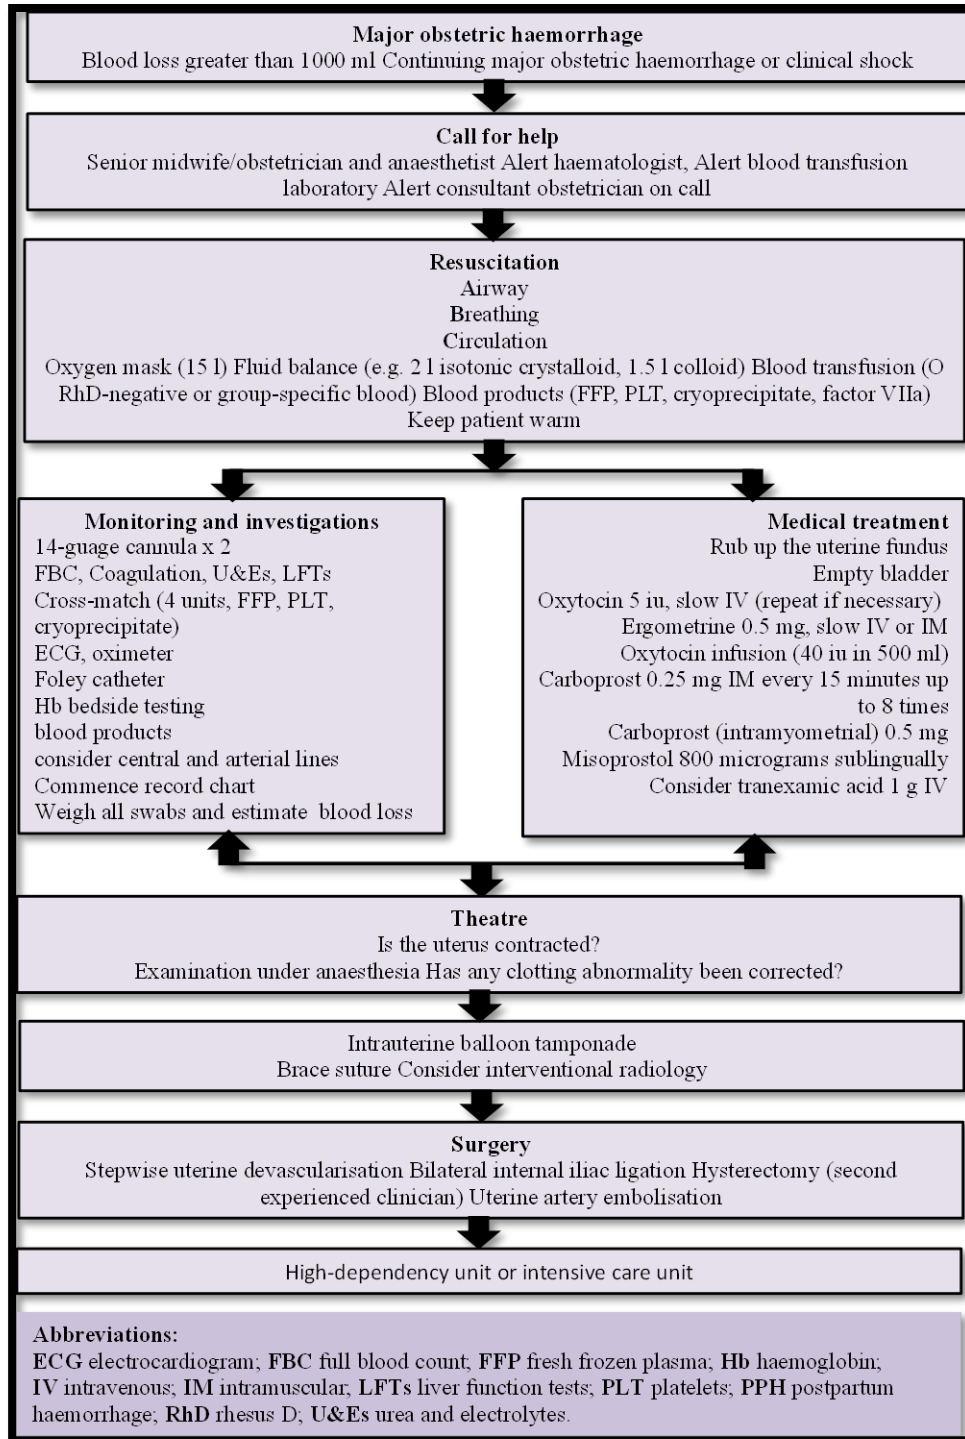 Major obstetric haemorrhage
Blood loss greater than 1000 ml Continuing major obstetric haemorrhage or clinical shock
Call for help
Senior midwife/obstetrician and anaesthetist Alert haematologist, Alert blood transfusion
laboratory Alert consultant obstetrician on call
Resuscitation
Airway
Breathing
Circulation
Oxygen mask (15 l) Fluid balance (e.g. 2 l isotonic crystalloid, 1.5 l colloid) Blood transfusion (O
RhD-negative or group-specific blood) Blood products (FFP, PLT, cryoprecipitate, factor VIIa)
Keep patient warm
Monitoring and investigations
14-guage cannula x 2
FBC, Coagulation, U&Es, LFTs
Cross-match (4 units, FFP, PLT,
cryoprecipitate)
ECG, oximeter
Foley catheter
Hb bedside testing
blood products
consider central and arterial lines
Commence record chart
Weigh all swabs and estimate blood loss
Medical treatment
Rub up the uterine fundus
Empty bladder
Oxytocin 5 iu, slow IV (repeat if necessary)
Ergometrine 0.5 mg, slow IV or IM
Oxytocin infusion (40 iu in 500 ml)
Carboprost 0.25 mg IM every 15 minutes up
to 8 times
Carboprost (intramyometrial) 0.5 mg
Misoprostol 800 micrograms sublingually
Consider tranexamic acid 1 g IV
Theatre
Is the uterus contracted?
Examination under anaesthesia Has any clotting abnormality been corrected?
Intrauterine balloon tamponade
Brace suture Consider interventional radiology
Surgery
Stepwise uterine devascularisation Bilateral internal iliac ligation Hysterectomy (second
experienced clinician) Uterine artery embolisation
High-dependency unit or intensive care unit
Abbreviations:
ECG electrocardiogram; FBC full blood count; FFP fresh frozen plasma; Hb haemoglobin;
IV intravenous; IM intramuscular; LFTs liver function tests; PLT platelets; PPH postpartum
haemorrhage; RhD rhesus D; U&Es urea and electrolytes.